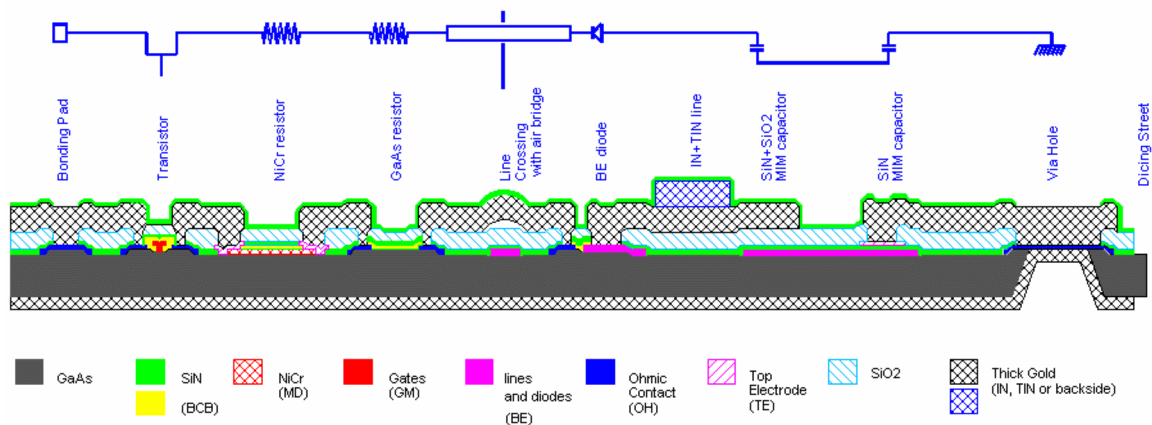 Bonding Pad
Transistor
NiCr resistor
GaAs resistor
Line
Crossing
with air bridge
BE diode
IN+TIN line
SiN+SiO2
MIM capacitor
SiN
MIM capacitor
Via Hole
Dicing Street
GaAs
SiN
(BCB)
NiCr
(MD)
Gates
(GM)
lines
and diodes
(BE)
Ohmic
Contact
(OH)
Top
Electrode
(TE)
SiO2
Thick Gold
(IN, TIN or backside)